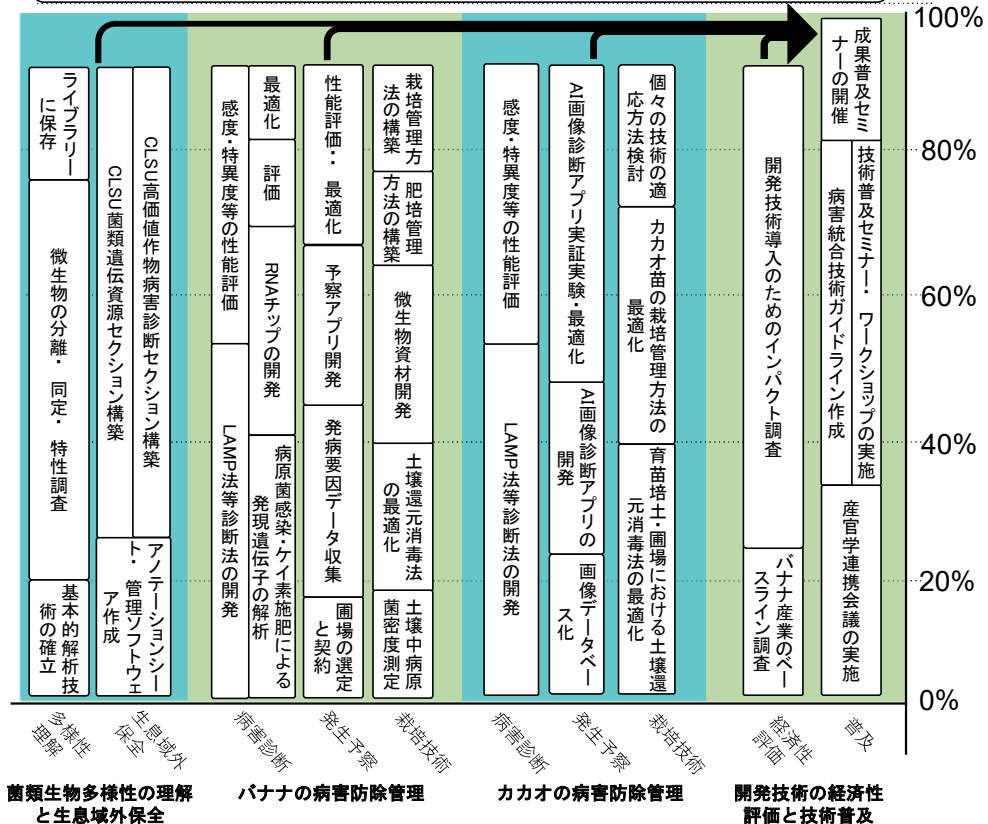 100%
80%
60%
40%
20%
0%
ライブラリー
に保存
微生物の分離・同定・特性調査
基本的解析技
術の確立
CLSU高価値作物病害診断セクション構築
CLSU菌類遺伝資源セクション構築
アノテーションシー
ト・管理ソフトウェ
ア作成
感度・特異度等の性能評価
LAMP法等診断法の開発
最適化
評価
RNAチップの開発
病原菌感染・ケイ素施肥による
発現遺伝子の解析
性能評価：最適化
予察アプリ開発
発病要因データ収集
圃場の選定
と契約
栽培管理方
法の構築
肥培管理
方法の構築
微生物資材開発
土壌還元消毒法
の最適化
土壌中病原
菌密度測定
感度・特異度等の性能評価
LAMP法等診断法の開発
AI画像診断アプリ実証実験・最適化
AI画像診断アプリの
開発
画像データベー
ス化
個々の技術の適
応方法検討
カカオ苗の栽培管理方法の
最適化
育苗培土・圃場における土壌還
元消毒法の最適化
開発技術導入のためのインパクト調査
バナナ産業のベー
スライン調査
成果普及セミ
ナーの開催
技術普及セミナー・ワークショップの実施
病害統合技術ガイドライン作成
産官学連携会議の実施
多様性
理解
生息域外
保全
病害診断
発生予察
栽培技術
病害診断
発生予察
栽培技術
経済性
評価
普及
菌類生物多様性の理解
と生息域外保全
バナナの病害防除管理
カカオの病害防除管理
開発技術の経済性
評価と技術普及